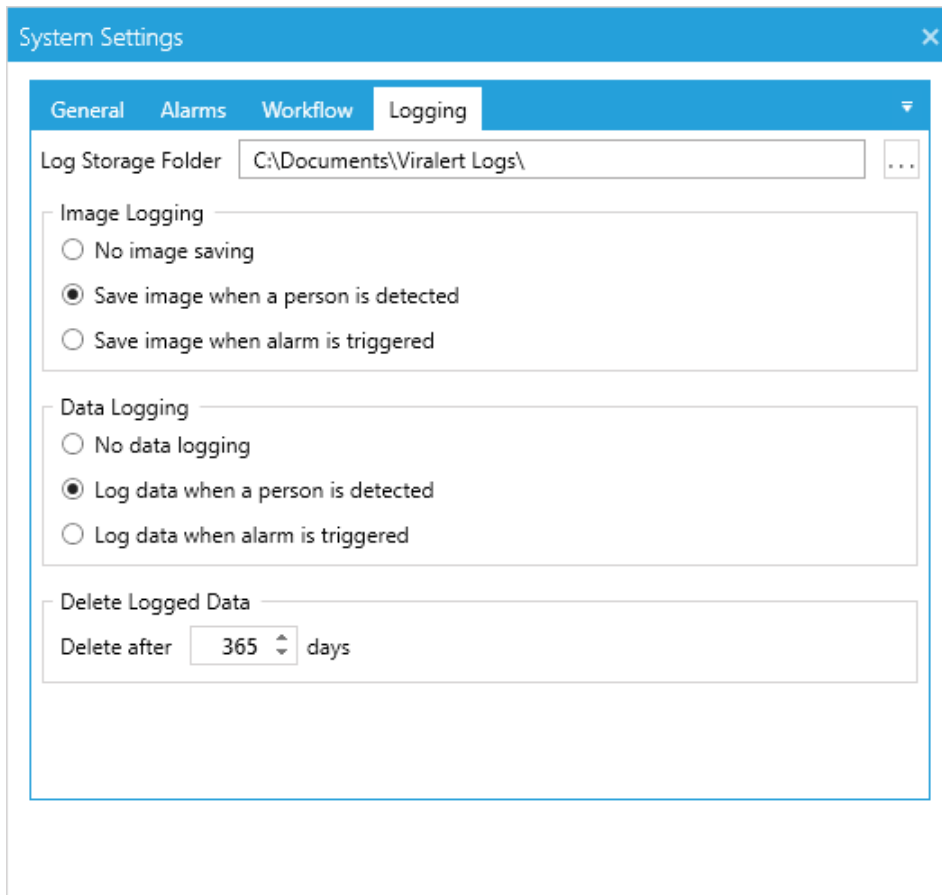 System Settings
General Alarms Workflow Logging
Log Storage Folder C:\Documents\Viralert Logs\ ...
Image Logging
No image saving
Save image when a person is detected
Save image when alarm is triggered
Data Logging
No data logging
Log data when a person is detected
Log data when alarm is triggered
Delete Logged Data
Delete after 365 days